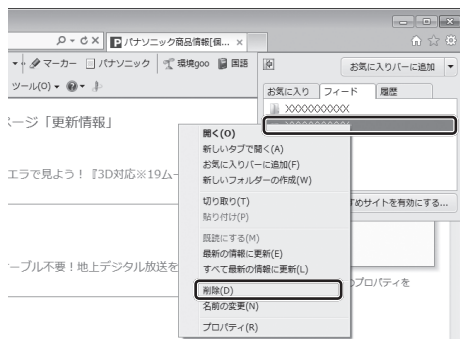 パナソニック商品情報[個...
マーカー パナソニック 環境goo 国語
お気に入りバーに追加
ツール(O)
お気に入り フィード 履歴
XXXXXXXXXX
ページ「更新情報」
開く(O)
新しいタブで開く(A)
お気に入りバーに追加(F)
新しいフォルダーの作成(W)
エラで見よう！『3D対応※19ムー
切り取り(T)
すめサイトを有効にする...
貼り付け(P)
既読にする(M)
最新の情報に更新(E)
ーブル不要！地上デジタル放送を
すべて最新の情報に更新(L)
のプロパティを
削除(D)
名前の変更(N)
プロパティ(R)